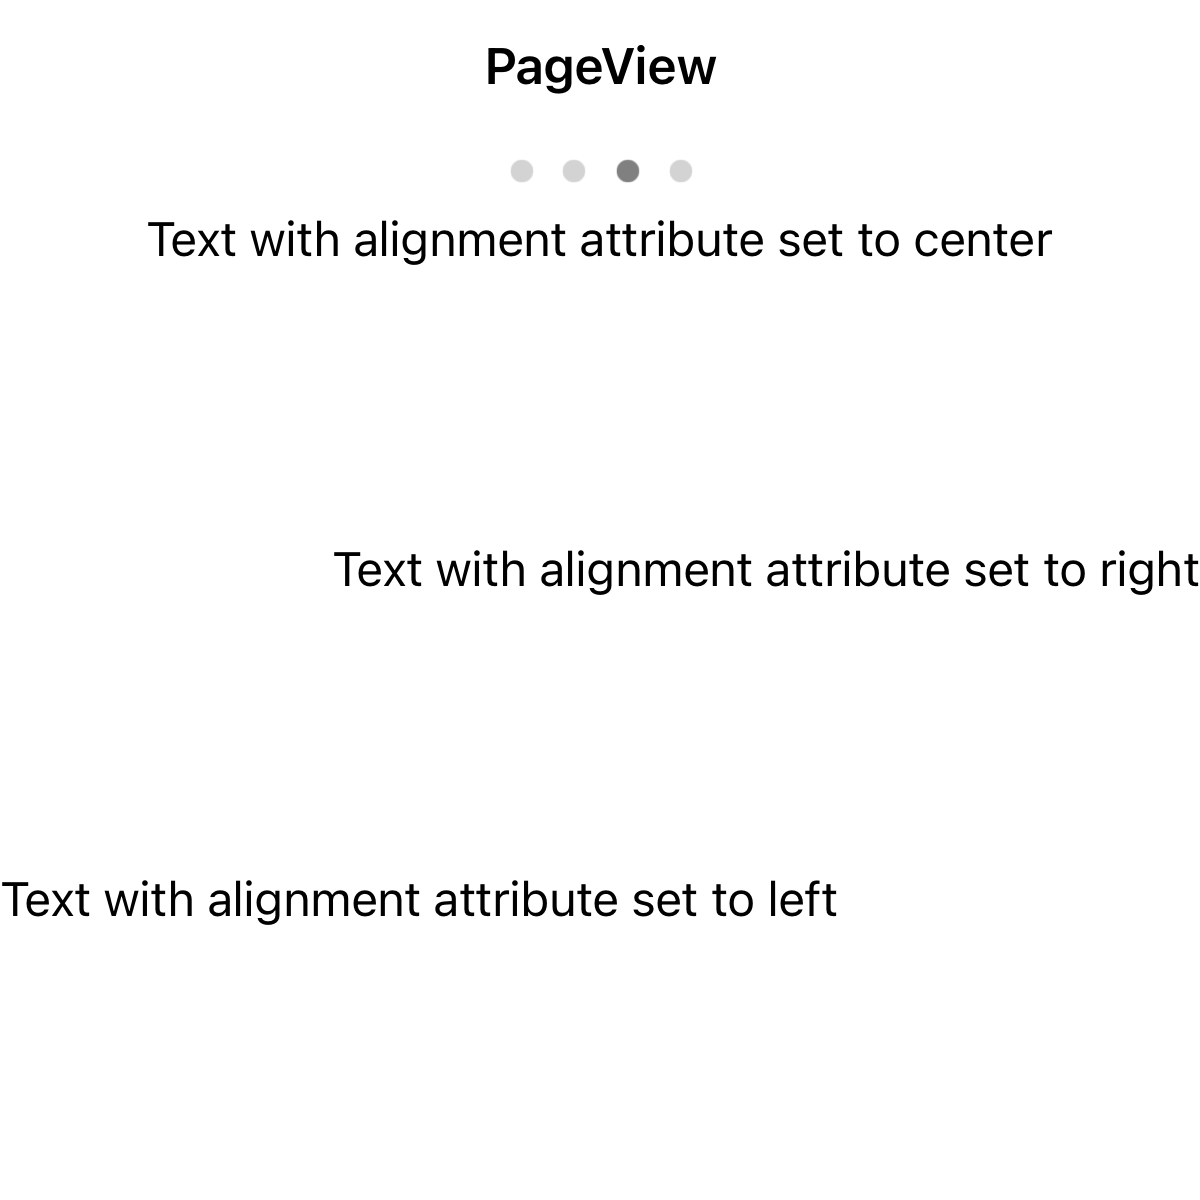 PageView
Text with alignment attribute set to center
Text with alignment attribute set to right
Text with alignment attribute set to left